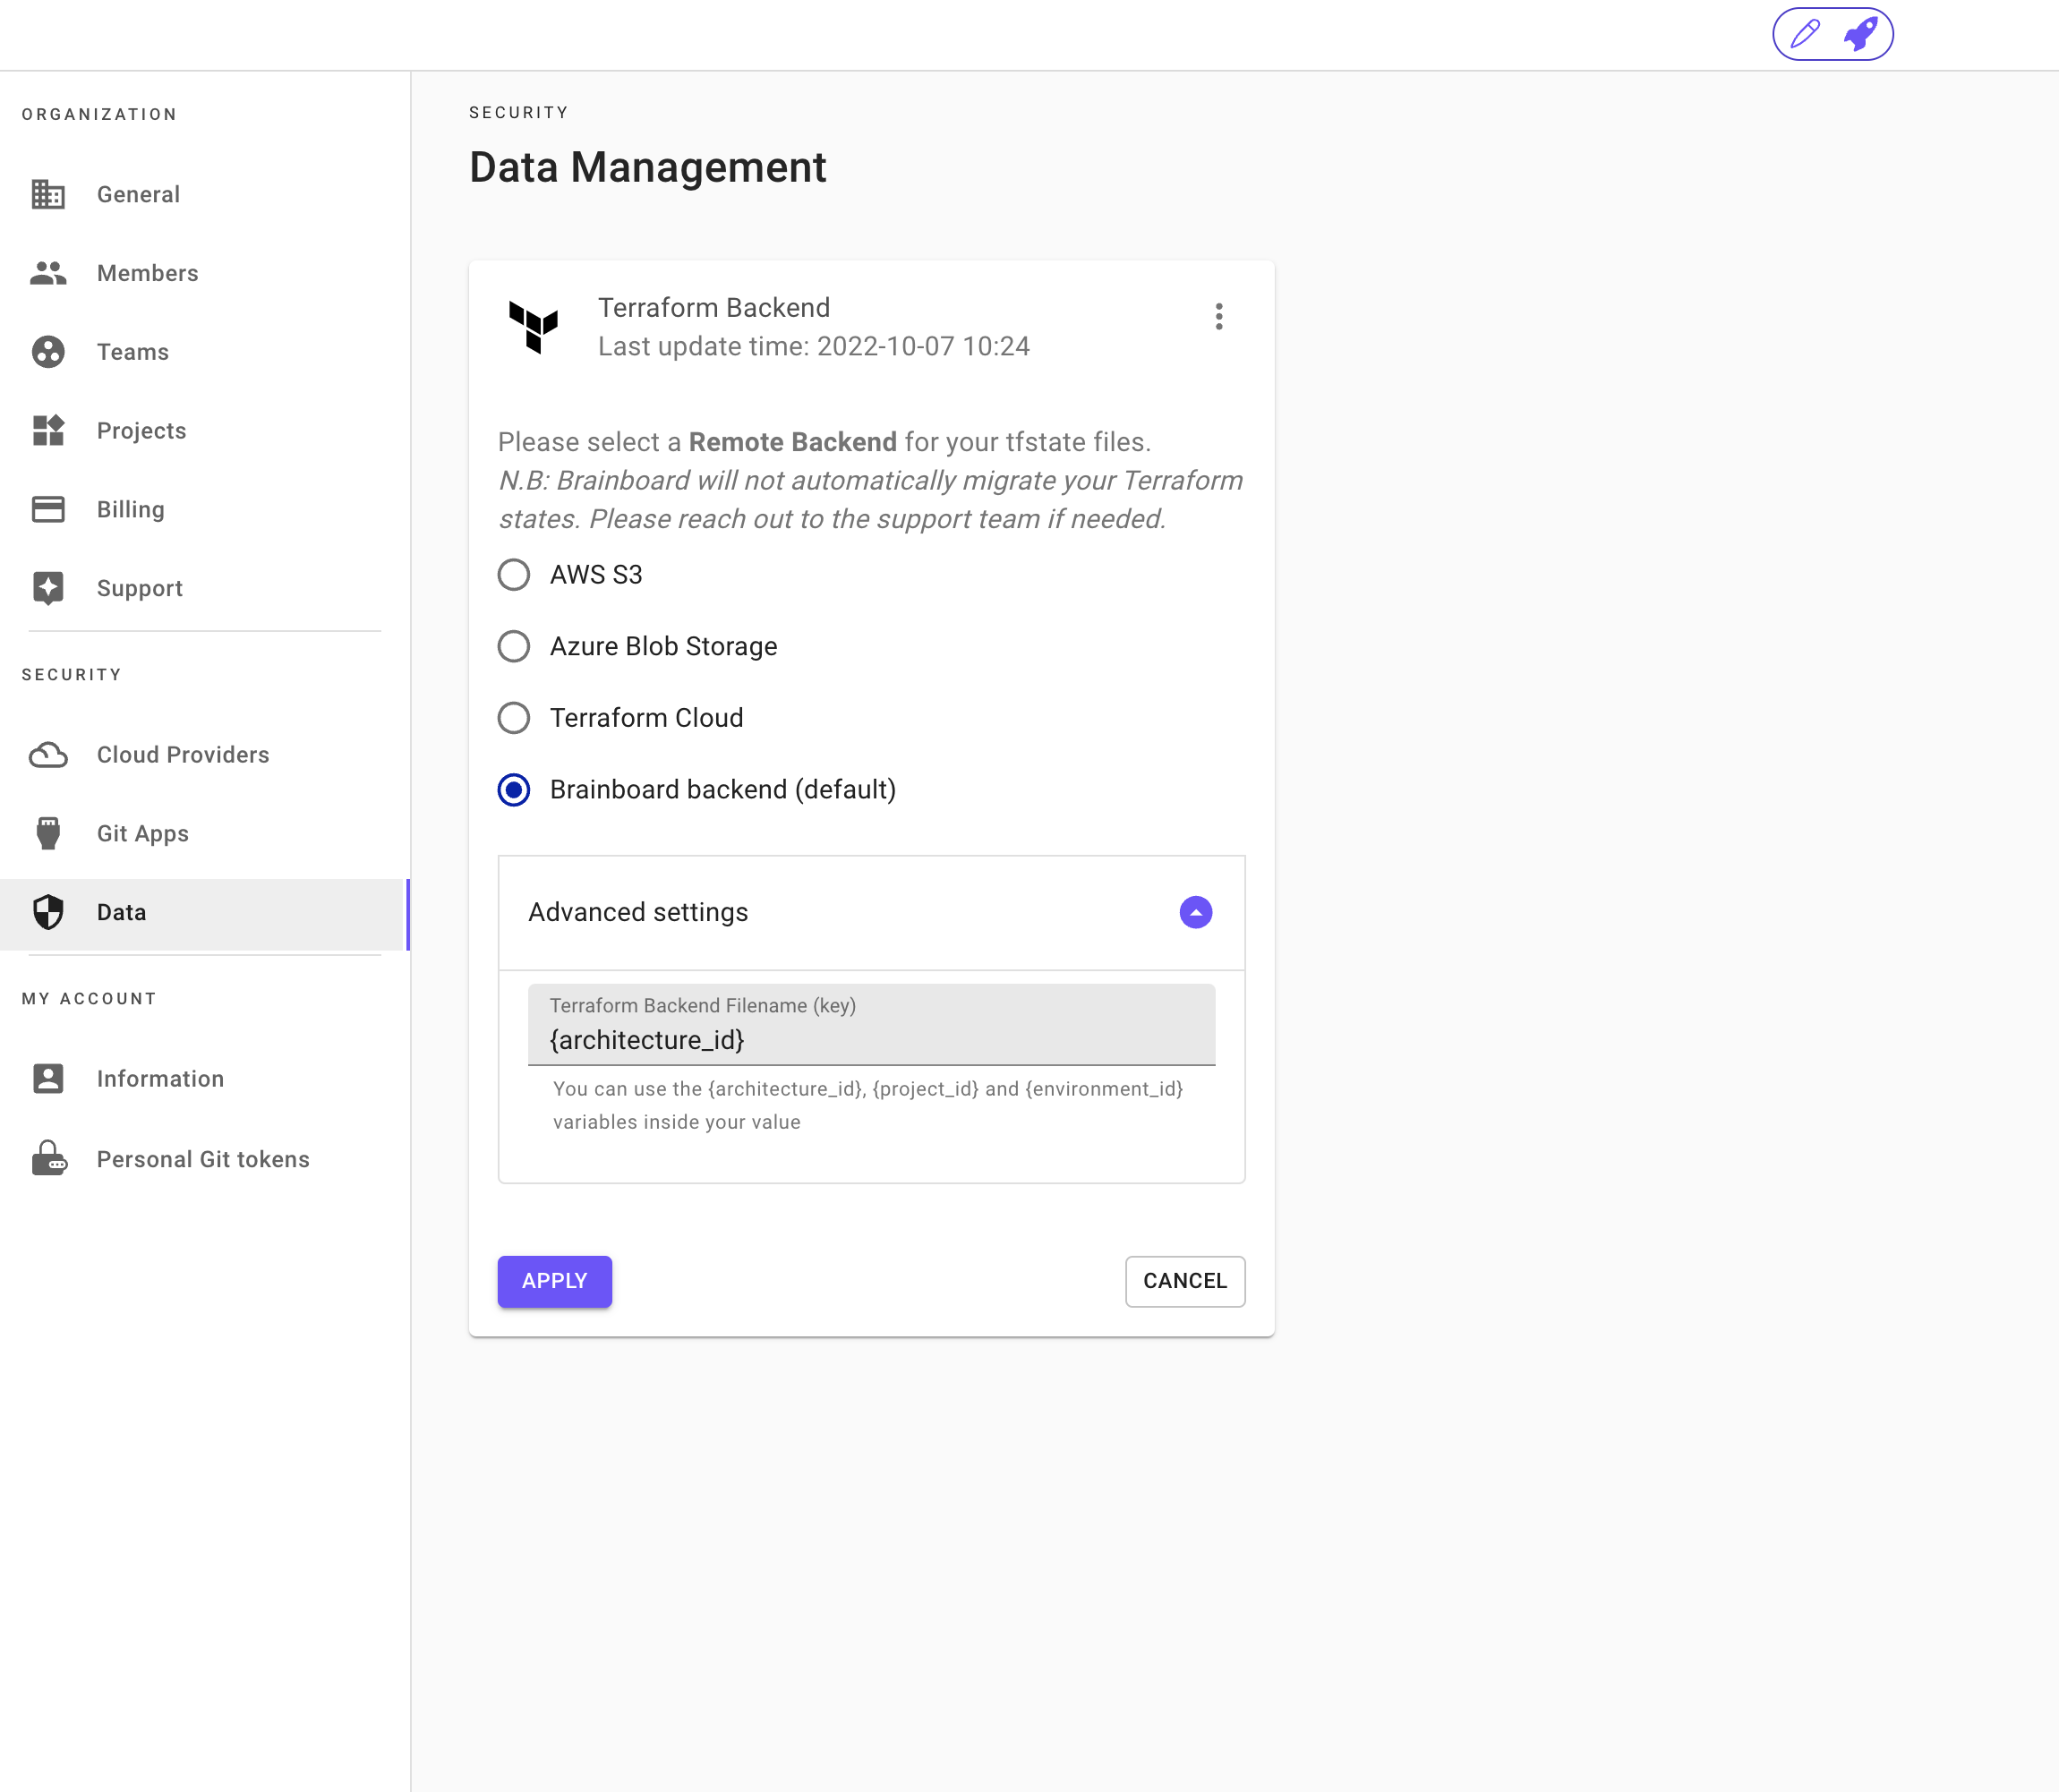 ORGANIZATION
General
Members
Teams
Projects
Billing
Support
SECURITY
Cloud Providers
Git Apps
Data
MY ACCOUNT
Information
Personal Git tokens
SECURITY
Data Management
Terraform Backend
Last update time: 2022-10-07 10:24
Please select a Remote Backend for your tfstate files.
N.B: Brainboard will not automatically migrate your Terraform
states. Please reach out to the support team if needed.
AWS S3
Azure Blob Storage
Terraform Cloud
Brainboard backend (default)
Advanced settings
Terraform Backend Filename (key)
{architecture_id}
You can use the {architecture_id}, {project_id} and {environment_id}
variables inside your value
APPLY
CANCEL